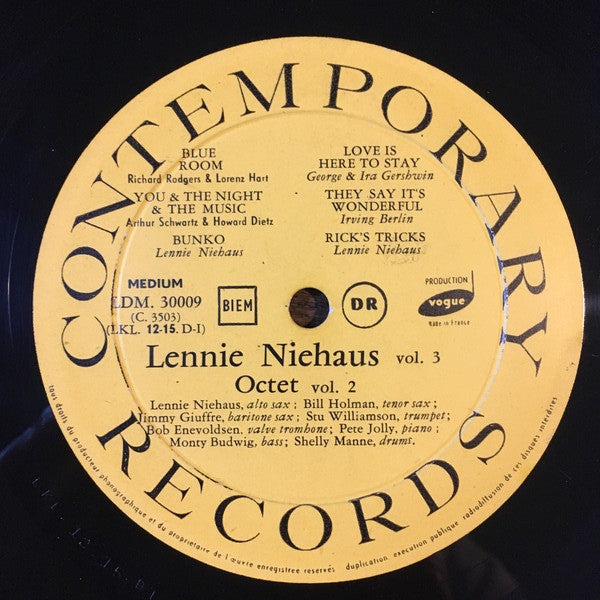 CONTEMPORARY
BLUE
ROOM
Richard Rodgers & Lorenz Hart
YOU & THE NIGHT
& THE MUSIC
Arthur Schwartz & Howard Dietz
BUNKO
Lennie Niehaus
LOVE IS
HERE TO STAY
George & Ira Gershwin
THEY SAY IT'S
WONDERFUL
Irving Berlin
RICK'S TRICKS
Lennie Niehaus
MEDIUM
LDM. 30009
(C. 3503)
(LKL. 12-15. D-I)
BIEM
DR
PRODUCTION
vogue
Made in France
Lennie Niehaus vol. 3
Octet vol. 2
Lennie Niehaus, alto sax ; Bill Holman, tenor sax ;
Jimmy Giuffre, baritone sax ; Stu Williamson, trumpet ;
Bob Enevoldsen, valve trombone ; Pete Jolly, piano ;
Monty Budwig, bass ; Shelly Manne, drums.
RECORDS
tous droits du producteur phonographique et du propriétaire de l'œuvre enregistree reservés duplication, execution publique radiodiffusion de ces disques interdites